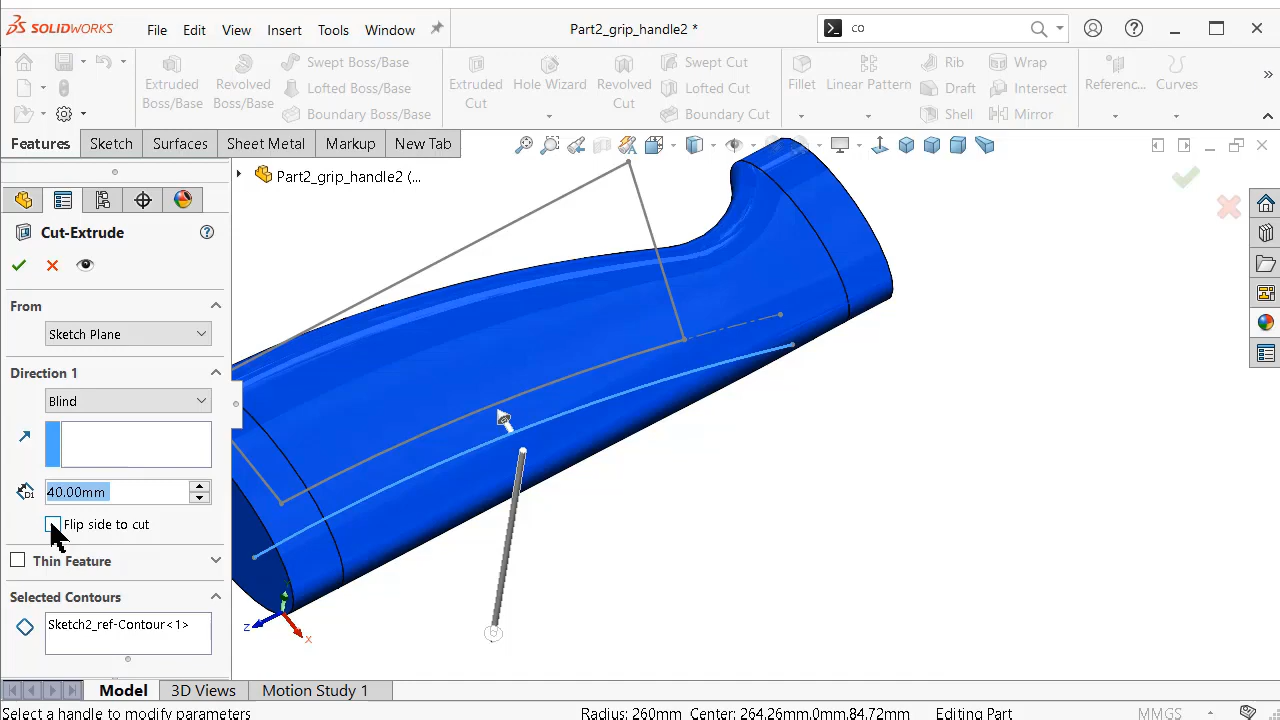 SOLIDWORKS
File Edit View Insert Tools Window
Part2_grip_handle2 *
co
Extruded Boss/Base
Revolved Boss/Base
Swept Boss/Base
Lofted Boss/Base
Boundary Boss/Base
Extruded Cut
Hole Wizard
Revolved Cut
Swept Cut
Lofted Cut
Boundary Cut
Fillet
Linear Pattern
Rib
Draft
Shell
Wrap
Intersect
Mirror
Referenc...
Curves
Features Sketch Surfaces Sheet Metal Markup New Tab
Part2_grip_handle2 (...
Cut-Extrude
From
Sketch Plane
Direction 1
Blind
D1
40.00mm
Flip side to cut
Thin Feature
Selected Contours
Sketch2_ref-Contour<1>
z
x
Model 3D Views Motion Study 1
Select a handle to modify parameters
Radius: 260mm Center: 264.26mm,0mm,84.72mm
Editing Part
MMGS